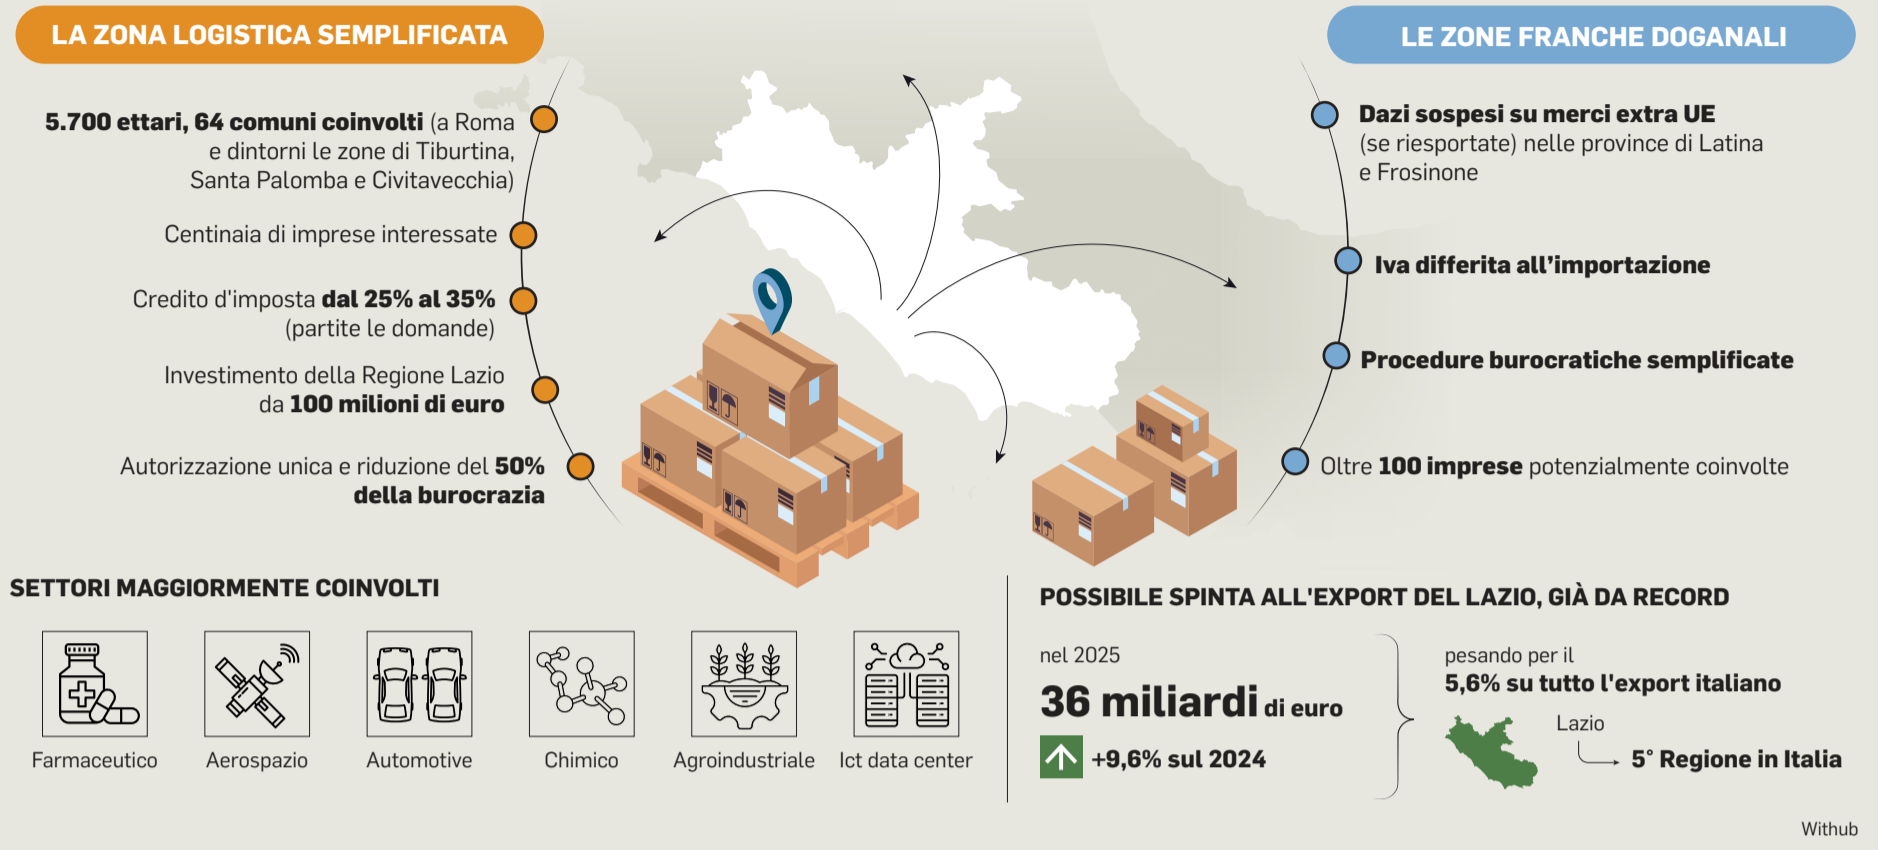 LA ZONA LOGISTICA SEMPLIFICATA
5.700 ettari, 64 comuni coinvolti (a Roma
e dintorni le zone di Tiburtina,
Santa Palomba e Civitavecchia)
Centinaia di imprese interessate
Credito d'imposta dal 25% al 35%
(partite le domande)
Investimento della Regione Lazio
da 100 milioni di euro
Autorizzazione unica e riduzione del 50%
della burocrazia
LE ZONE FRANCHE DOGANALI
Dazi sospesi su merci extra UE
(se riesportate) nelle province di Latina
e Frosinone
Iva differita all'importazione
Procedure burocratiche semplificate
Oltre 100 imprese potenzialmente coinvolte
SETTORI MAGGIORMENTE COINVOLTI
Farmaceutico
Aerospazio
Automotive
Chimico
Agroindustriale
Ict data center
POSSIBILE SPINTA ALL'EXPORT DEL LAZIO, GIÀ DA RECORD
nel 2025
36 miliardi di euro
+9,6% sul 2024
pesando per il
5,6% su tutto l'export italiano
Lazio
5° Regione in Italia
Withub